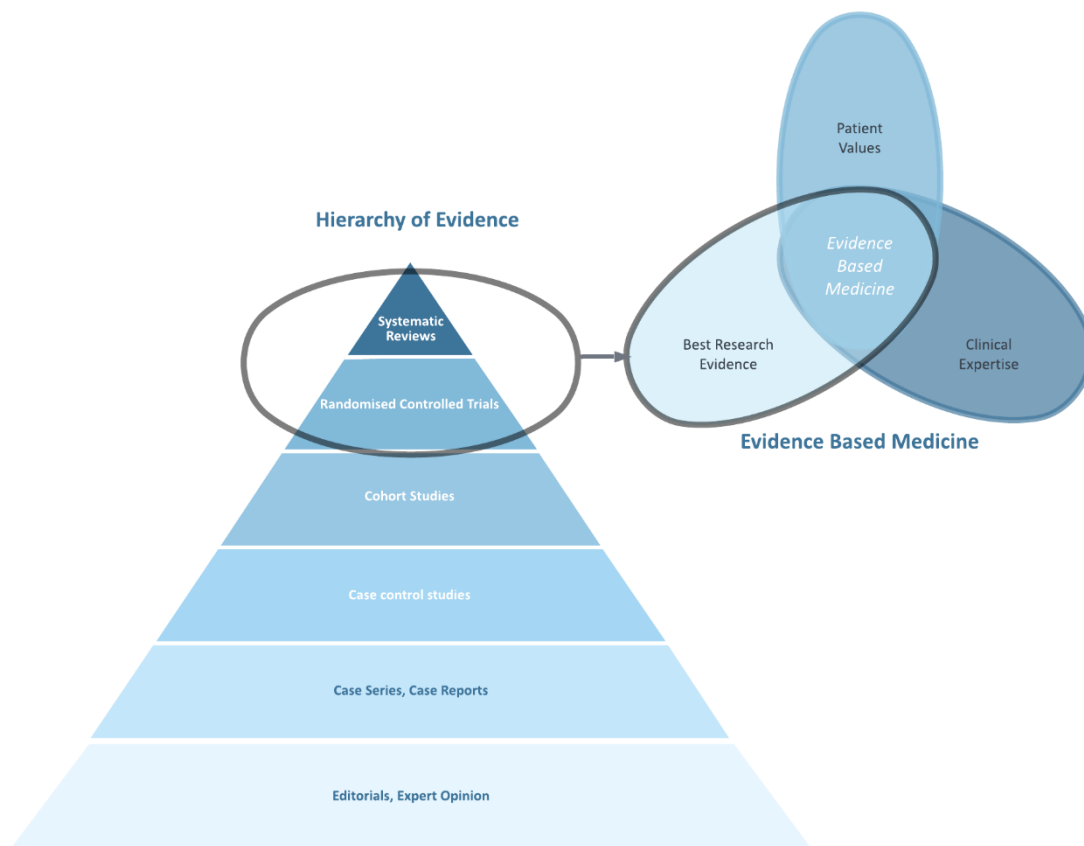 Hierarchy of Evidence
Systematic
Reviews
Randomised Controlled Trials
Cohort Studies
Case control studies
Case Series, Case Reports
Editorials, Expert Opinion
Patient
Values
Evidence
Based
Medicine
Best Research
Evidence
Clinical
Expertise
Evidence Based Medicine